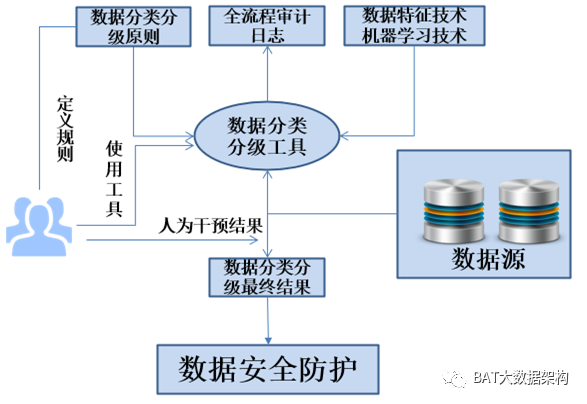 数据分类分
级原则
全流程审计
日志
数据特征技术
机器学习技术
定义规则
使用工具
数据分类
分级工具
人为干预结果
数据源
数据分类分
级最终结果
数据安全防护
BAT大数据架构